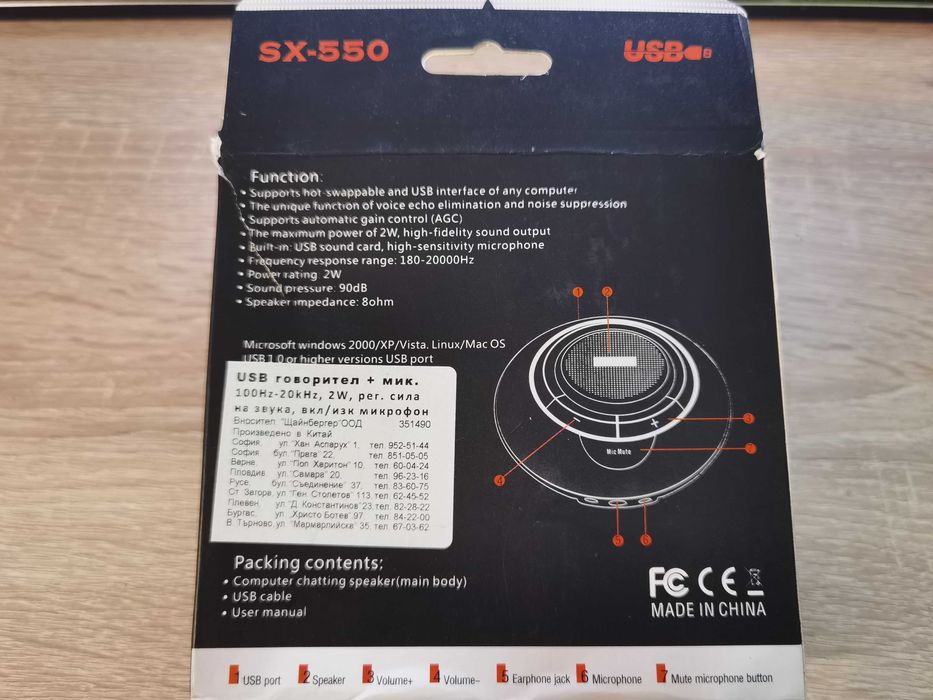 SX-550
USB
Function:
• Supports hot-swappable and USB interface of any computer
• The unique function of voice echo elimination and noise suppression
• Supports automatic gain control (AGC)
• The maximum power of 2W, high-fidelity sound output
• Built-in: USB sound card, high-sensitivity microphone
• Frequency response range: 180-20000Hz
• Power rating: 2W
• Sound pressure: 90dB
• Speaker impedance: 8ohm
Microsoft windows 2000/XP/Vista. Linux/Mac OS
USB 1.0 or higher versions USB port
USB говорител + мик.
100Hz-20kHz, 2W, рег. сила
на звука, вкл/изк микрофон
Вносител: "Щайнбергер"ООД 351490
Произведено в Китай
София, ул. "Хан Аспарух" 1, тел. 952-51-44
София, бул. "Прага" 22, тел. 851-05-05
Варна, ул. "Поп Харитон" 10, тел. 60-04-24
Пловдив, ул. "Самара" 20, тел. 96-23-16
Русе, бул. "Съединение" 37, тел. 83-60-75
Ст. Загора, ул. "Ген. Столетов" 113, тел. 62-45-52
Плевен, ул. "Д. Константинов" 23, тел. 82-28-22
Бургас, ул. "Христо Ботев" 97, тел. 84-22-00
В. Търново, ул. "Мармарлийска" 35, тел. 67-03-62
1 2
- +
3
Mic Mute
7
4
5 6
Packing contents:
• Computer chatting speaker(main body)
• USB cable
• User manual
FC CE
MADE IN CHINA
1 USB port 2 Speaker 3 Volume+ 4 Volume- 5 Earphone jack 6 Microphone 7 Mute microphone button